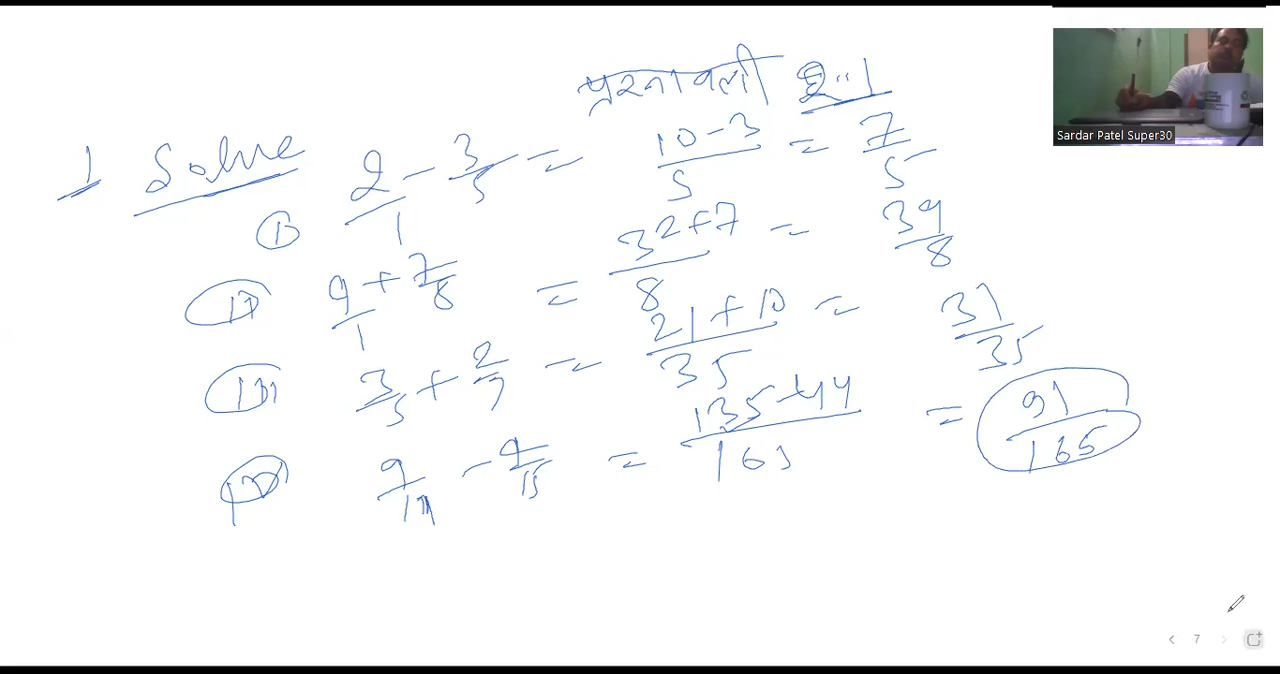 प्रश्नावली 2.1
1 Solve
(i) 2/1 - 3/5 = 10-3/5 = 7/5
(ii) 4/1 + 7/8 = 32+7/8 = 39/8
(iii) 3/5 + 2/7 = 21+10/35 = 31/35
(iv) 9/11 - 4/15 = 135-44/165 = 91/165
Sardar Patel Super30
7